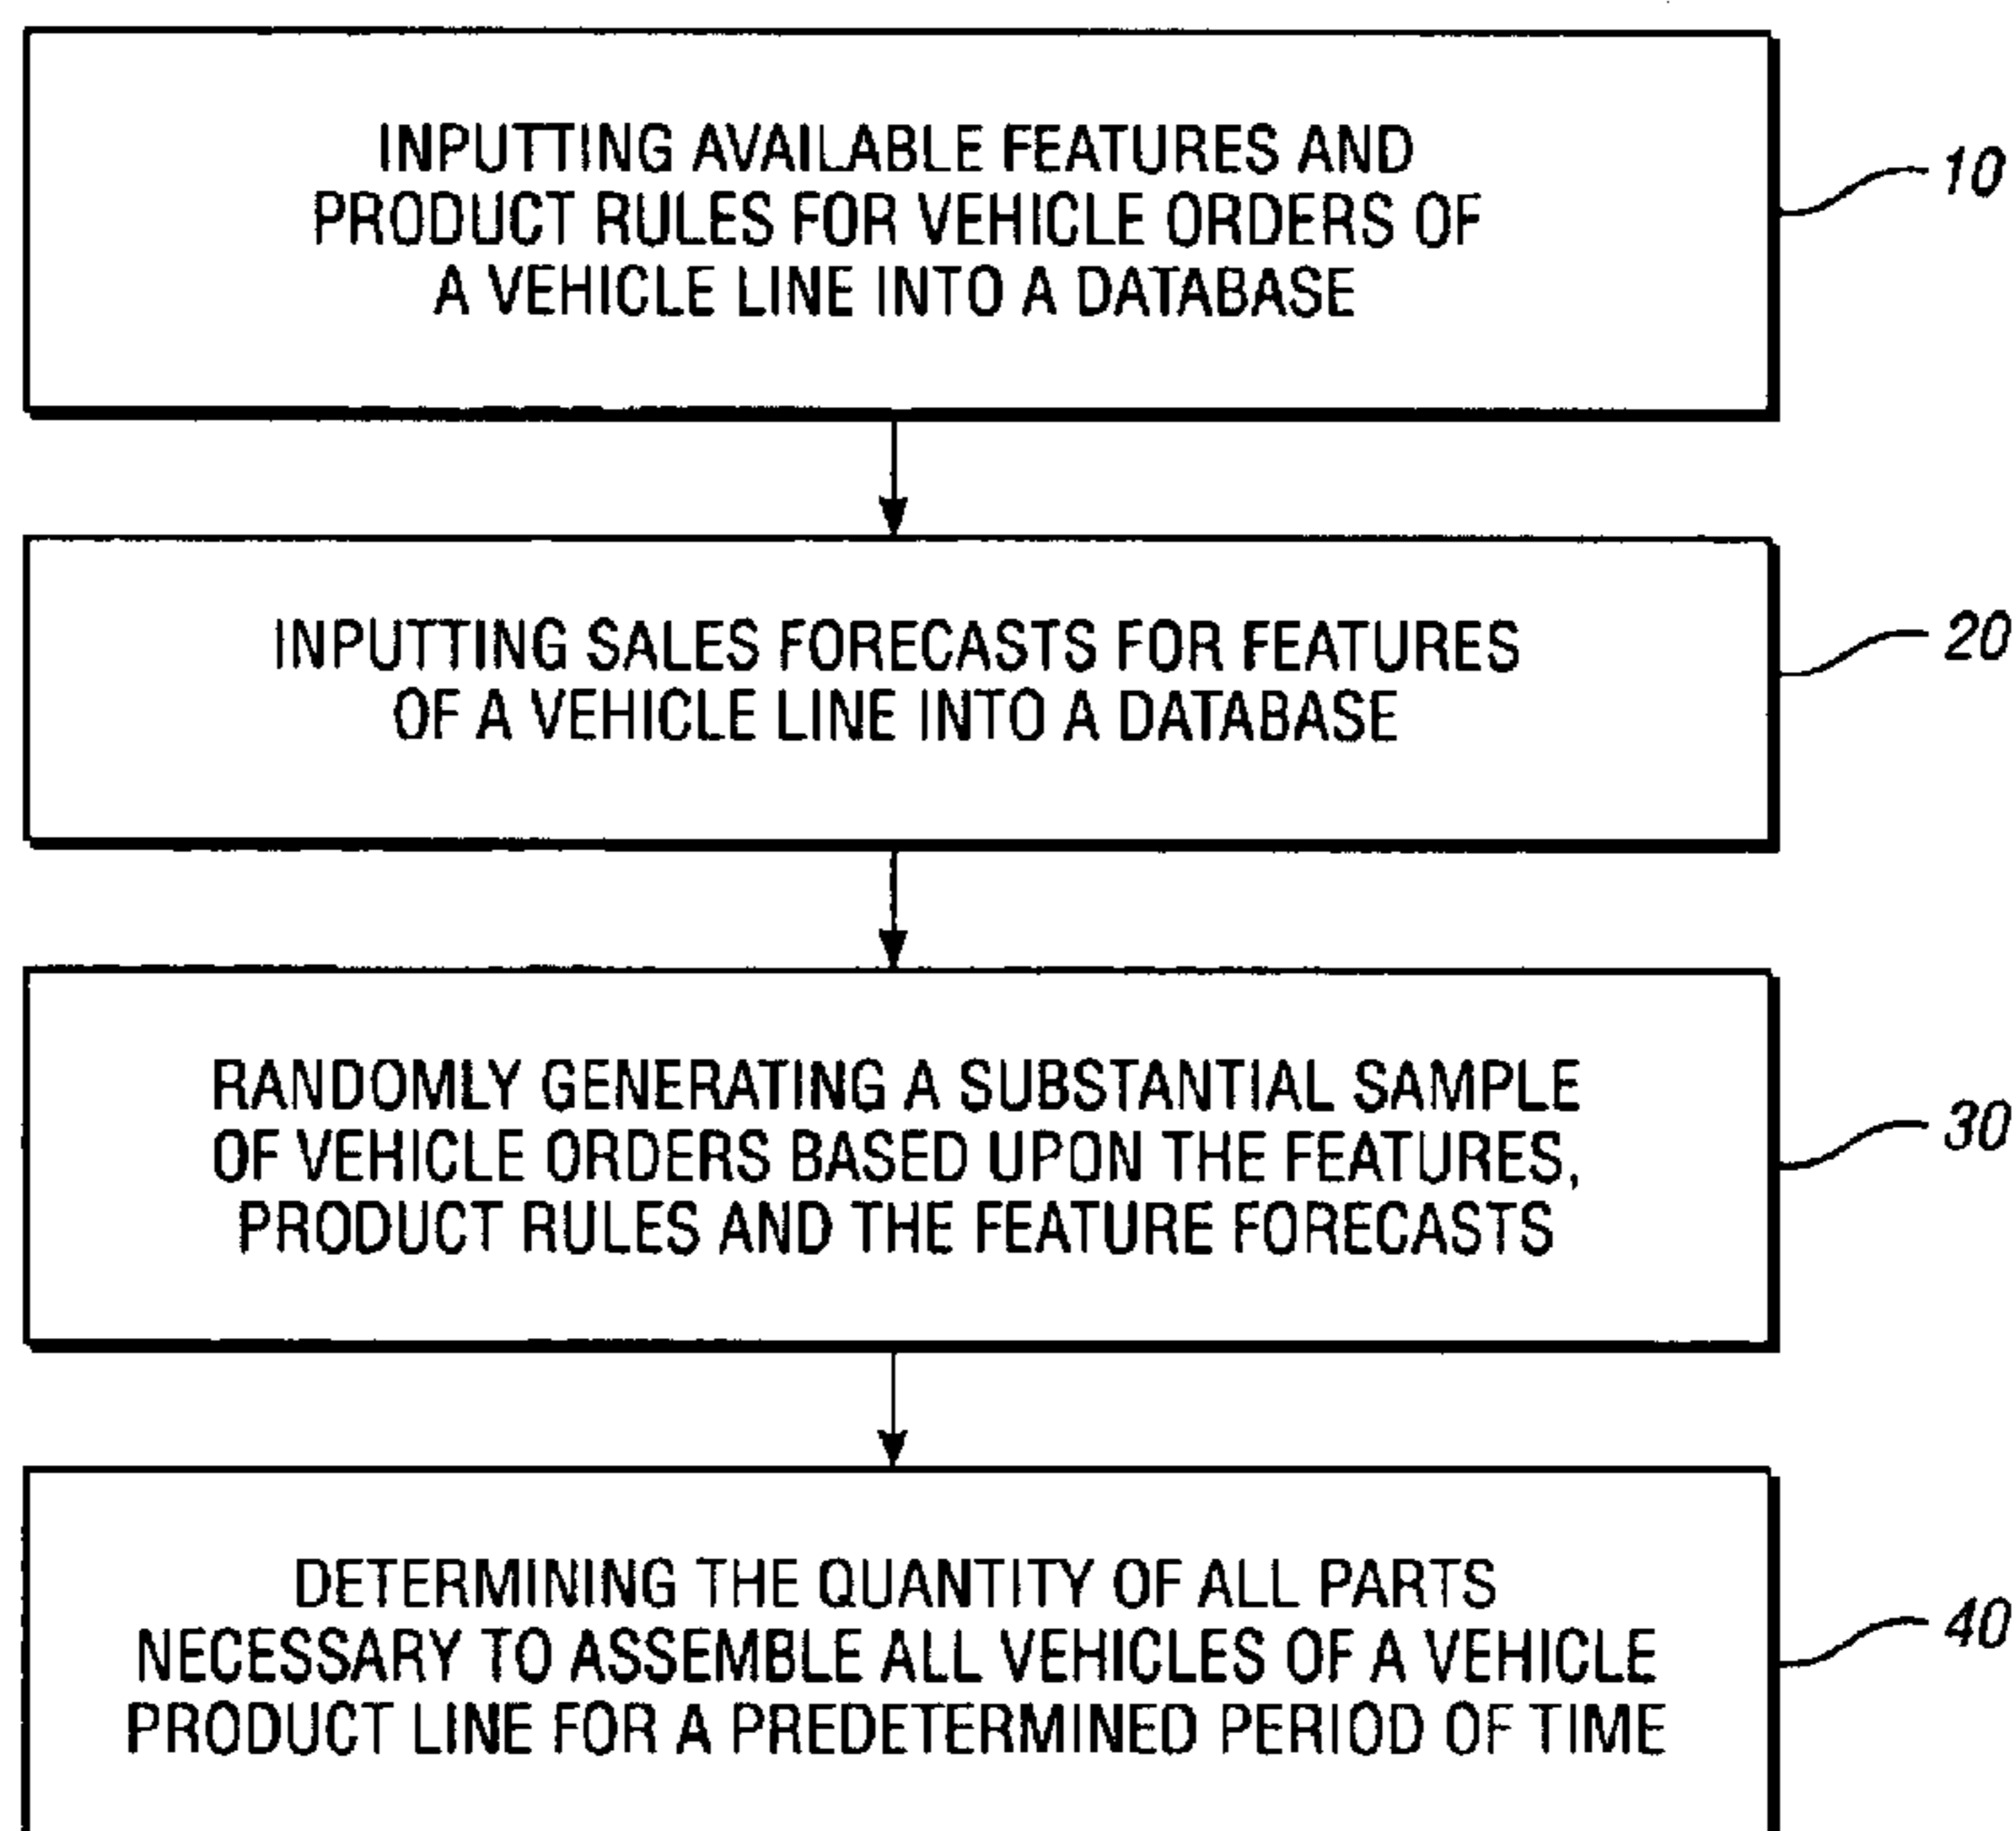 INPUTTING AVAILABLE FEATURES AND
PRODUCT RULES FOR VEHICLE ORDERS OF
A VEHICLE LINE INTO A DATABASE
10
INPUTTING SALES FORECASTS FOR FEATURES
OF A VEHICLE LINE INTO A DATABASE
20
RANDOMLY GENERATING A SUBSTANTIAL SAMPLE
OF VEHICLE ORDERS BASED UPON THE FEATURES,
PRODUCT RULES AND THE FEATURE FORECASTS
30
DETERMINING THE QUANTITY OF ALL PARTS
NECESSARY TO ASSEMBLE ALL VEHICLES OF A VEHICLE
PRODUCT LINE FOR A PREDETERMINED PERIOD OF TIME
40